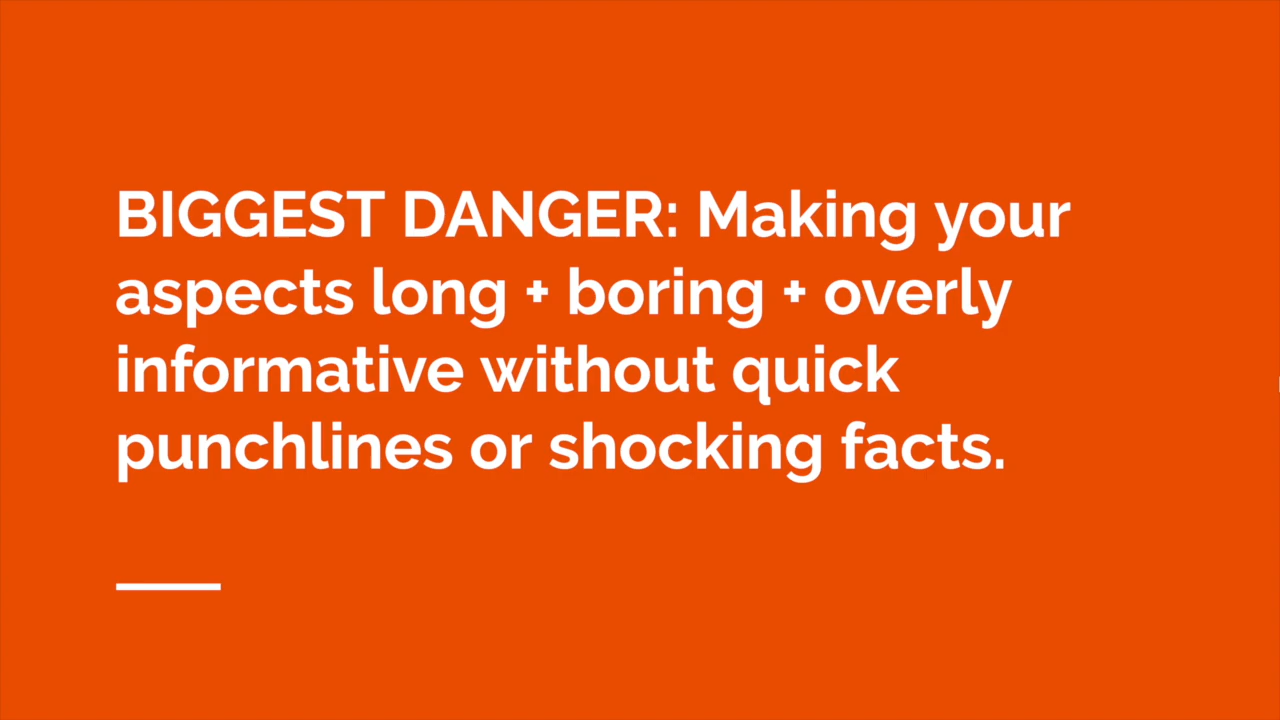 BIGGEST DANGER: Making your
aspects long + boring + overly
informative without quick
punchlines or shocking facts.